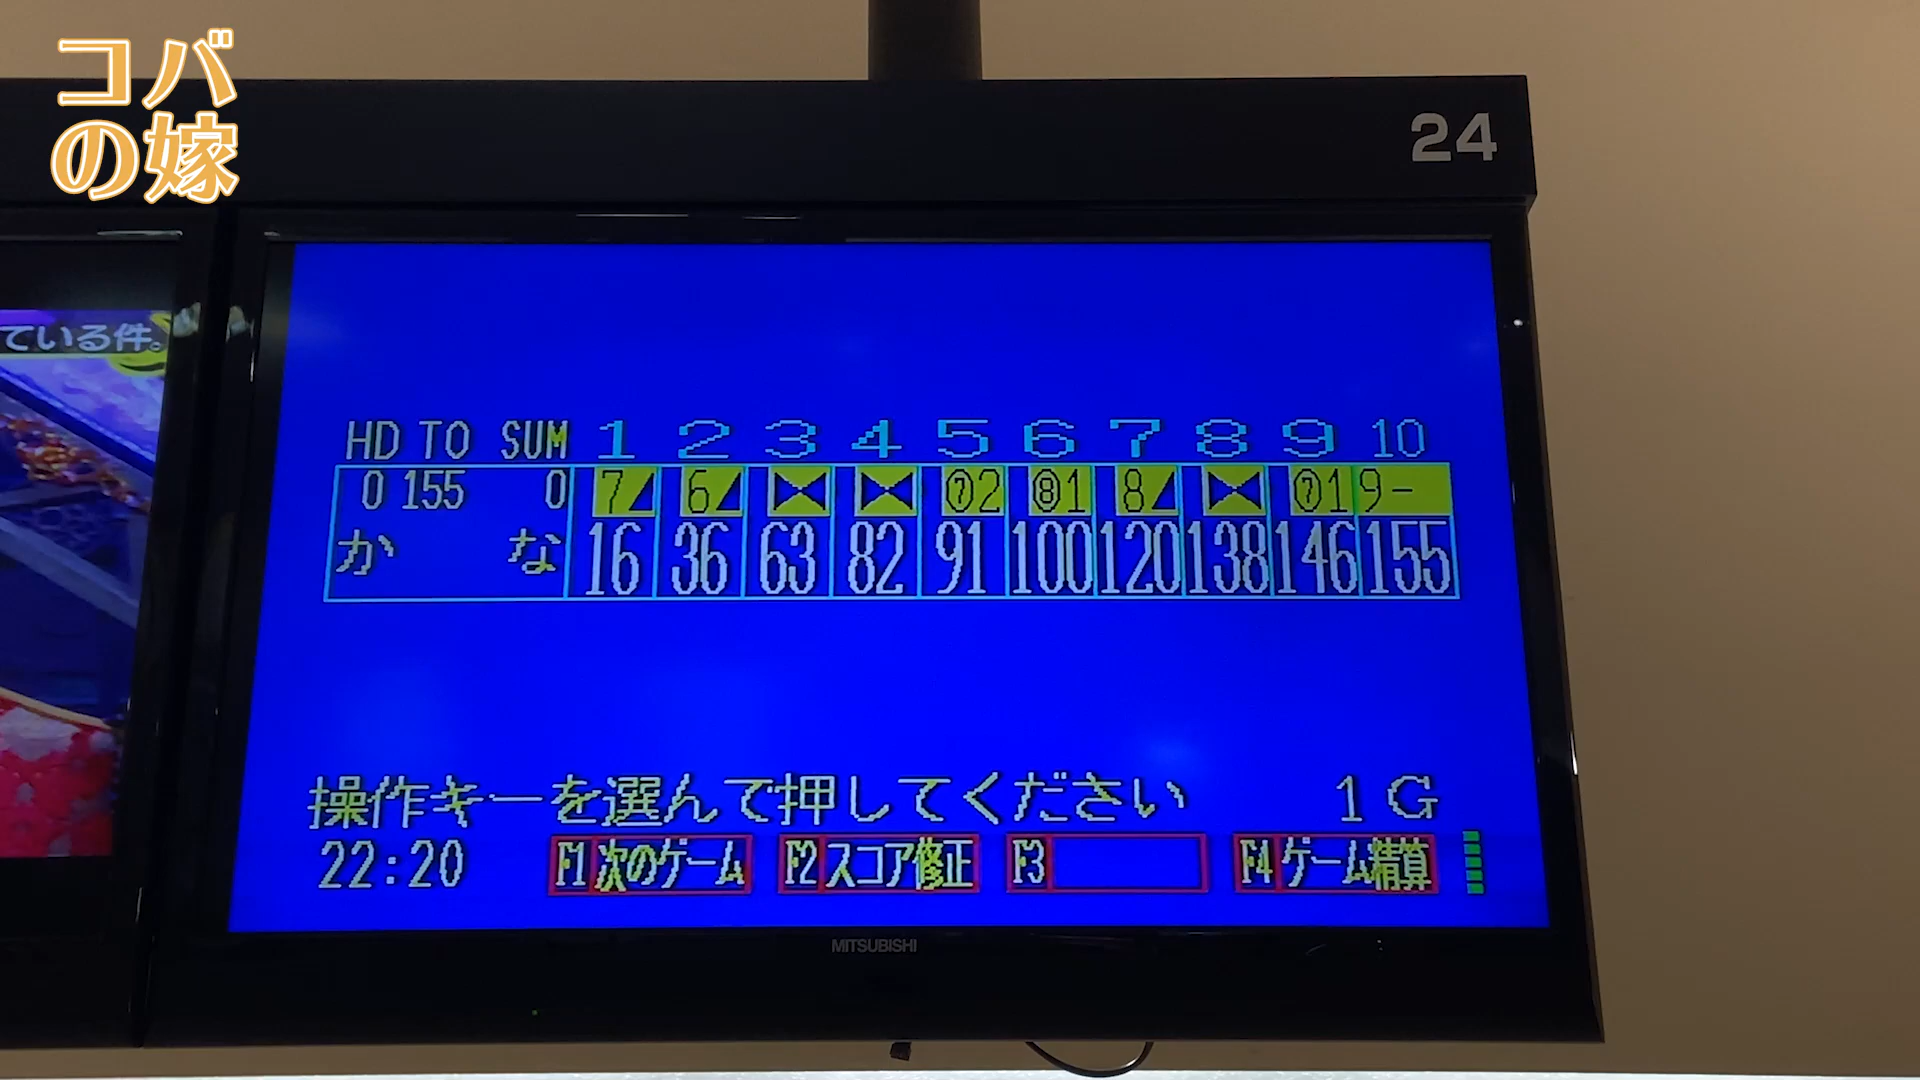 コバ
の嫁
24
ている件。
HD TO SUM 1 2 3 4 5 6 7 8 9 10
0 155 0 7◢ 6◢ ⑦2 ⑧1 8◢ ⑦1 9-
かな 16 36 63 82 91 100 120 138 146 155
操作キーを選んで押してください 1G
22:20 F1 次のゲーム F2 スコア修正 F3 F4 ゲーム精算
MITSUBISHI